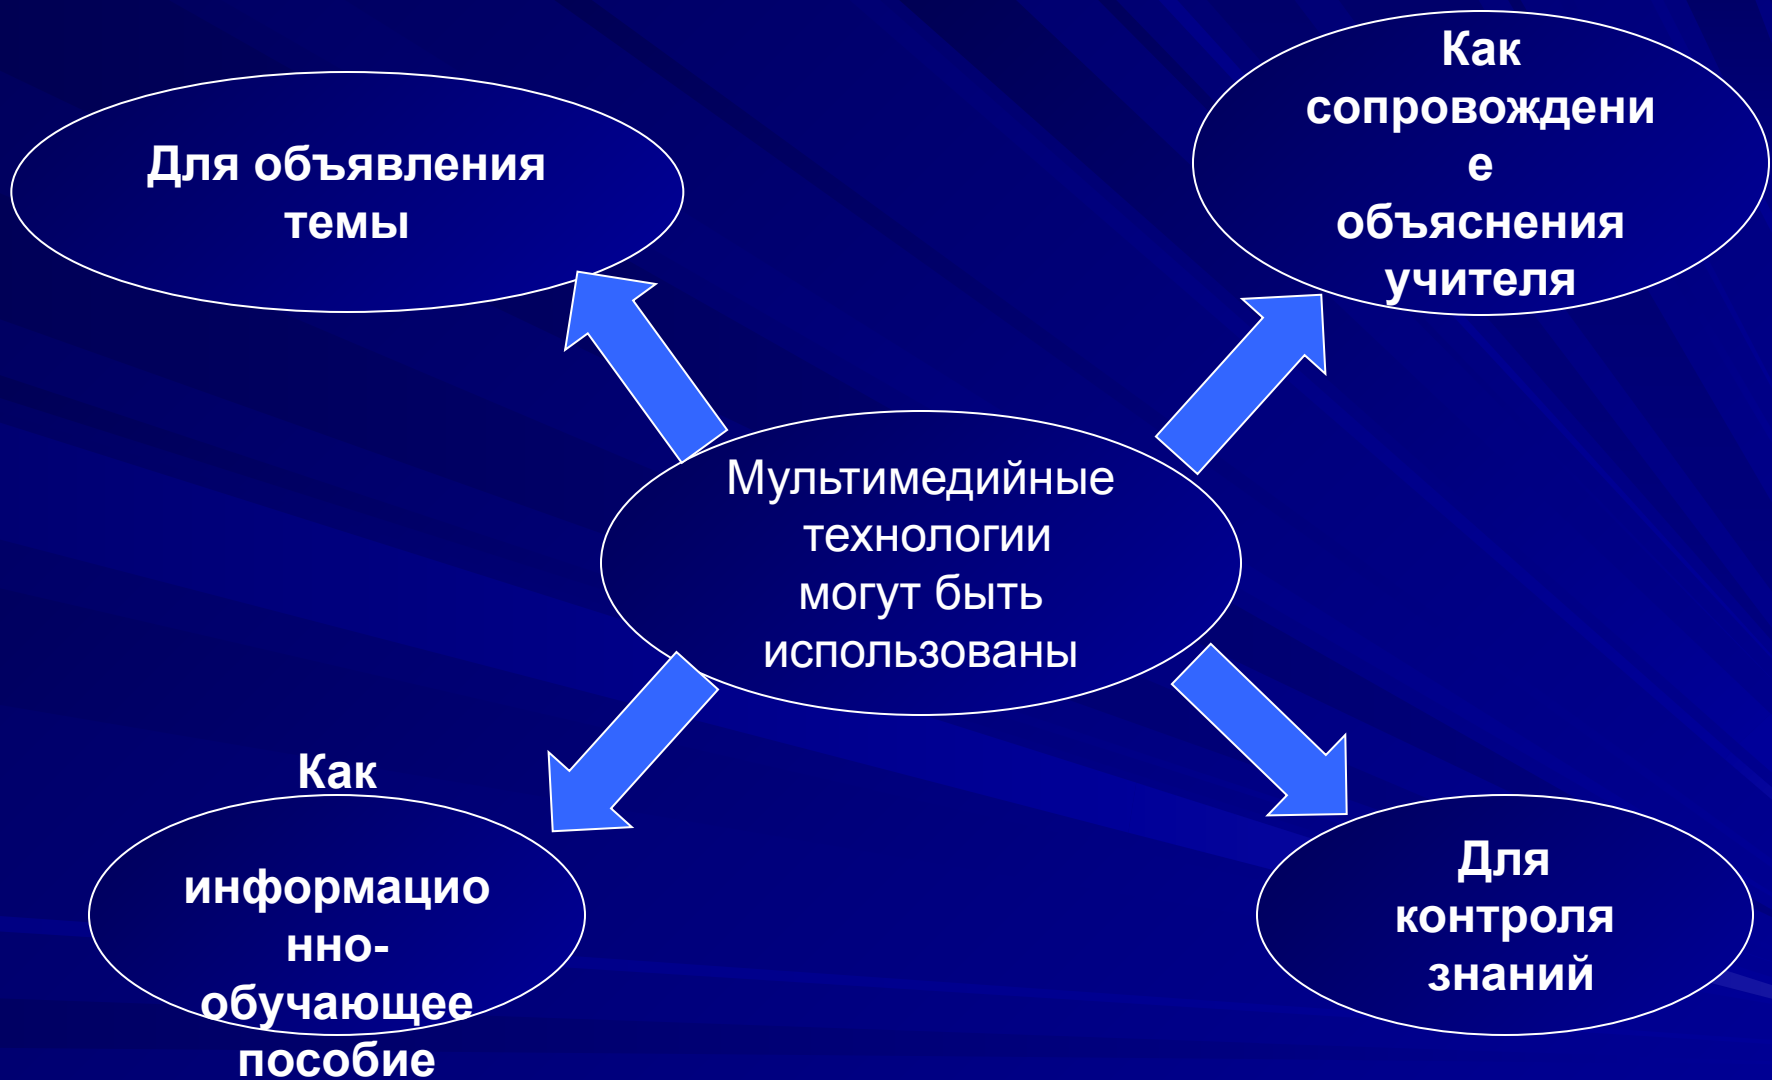 Для объявления
темы
Как
сопровождени
е
объяснения
учителя
Мультимедийные
технологии
могут быть
использованы
Как
информацио
нно-
обучающее
пособие
Для
контроля
знаний